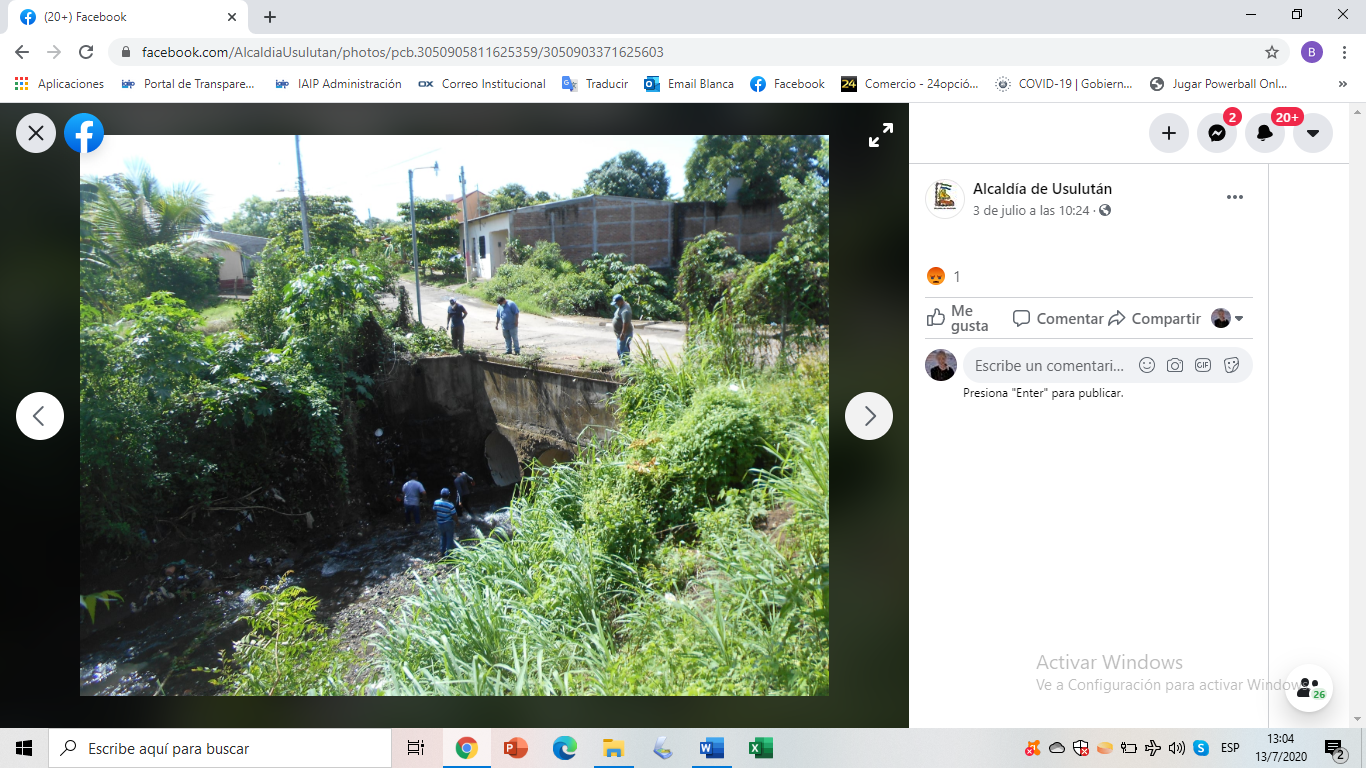 (20+) Facebook
facebook.com/AlcaldiaUsulutan/photos/pcb.3050905811625359/3050903371625603
B
Aplicaciones
Portal de Transpare...
IAIP Administración
Correo Institucional
Traducir
Email Blanca
Facebook
24
Comercio - 24opció...
COVID-19 | Gobiern...
Jugar Powerball Onl...
2
20+
Alcaldía de Usulután
3 de julio a las 10:24 ·
1
Me gusta
Comentar
Compartir
Escribe un comentari...
GIF
Presiona "Enter" para publicar.
Activar Windows
Ve a Configuración para activar Windows
26
Escribe aquí para buscar
ESP
13:04
13/7/2020
2